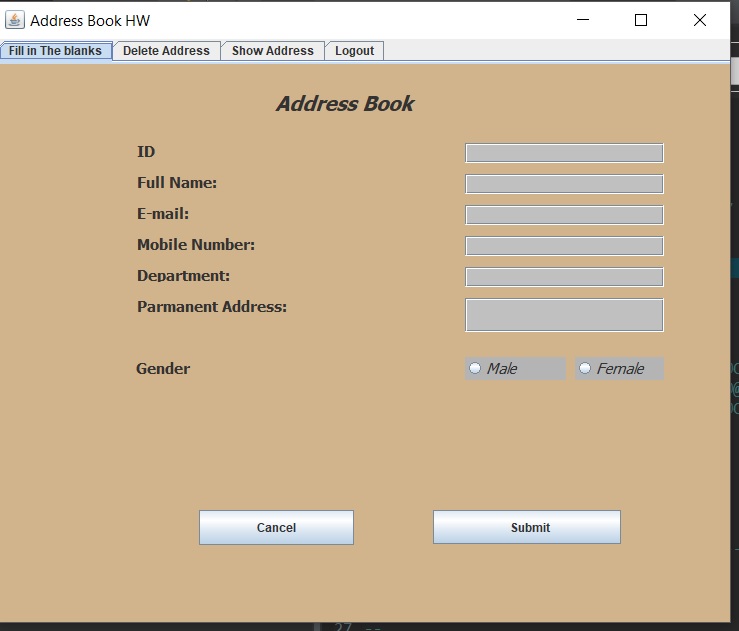 Address Book HW
Fill in The blanks Delete Address Show Address Logout
Address Book
ID
Full Name:
E-mail:
Mobile Number:
Department:
Parmanent Address:
Gender Male Female
Cancel Submit
27 --